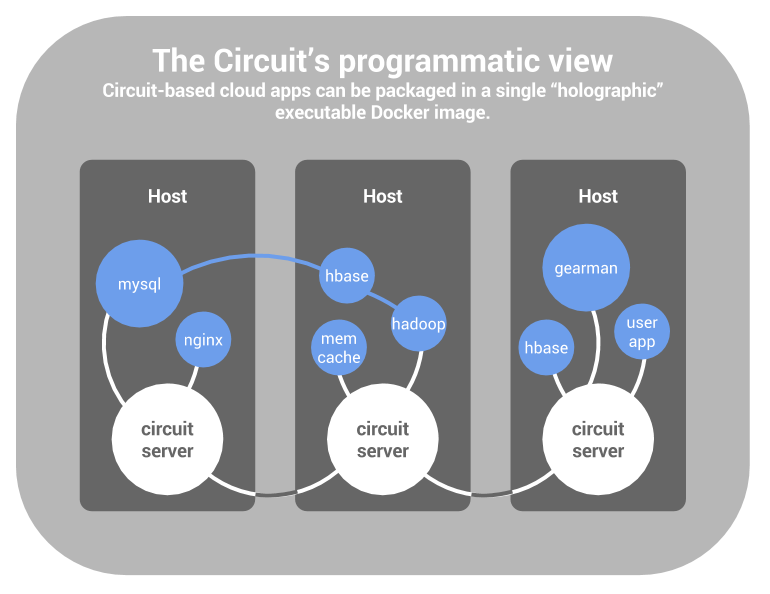 The Circuit’s programmatic view
Circuit-based cloud apps can be packaged in a single “holographic”
executable Docker image.
Host
mysql
nginx
circuit
server
Host
hbase
hadoop
mem
cache
circuit
server
Host
gearman
hbase
user
app
circuit
server